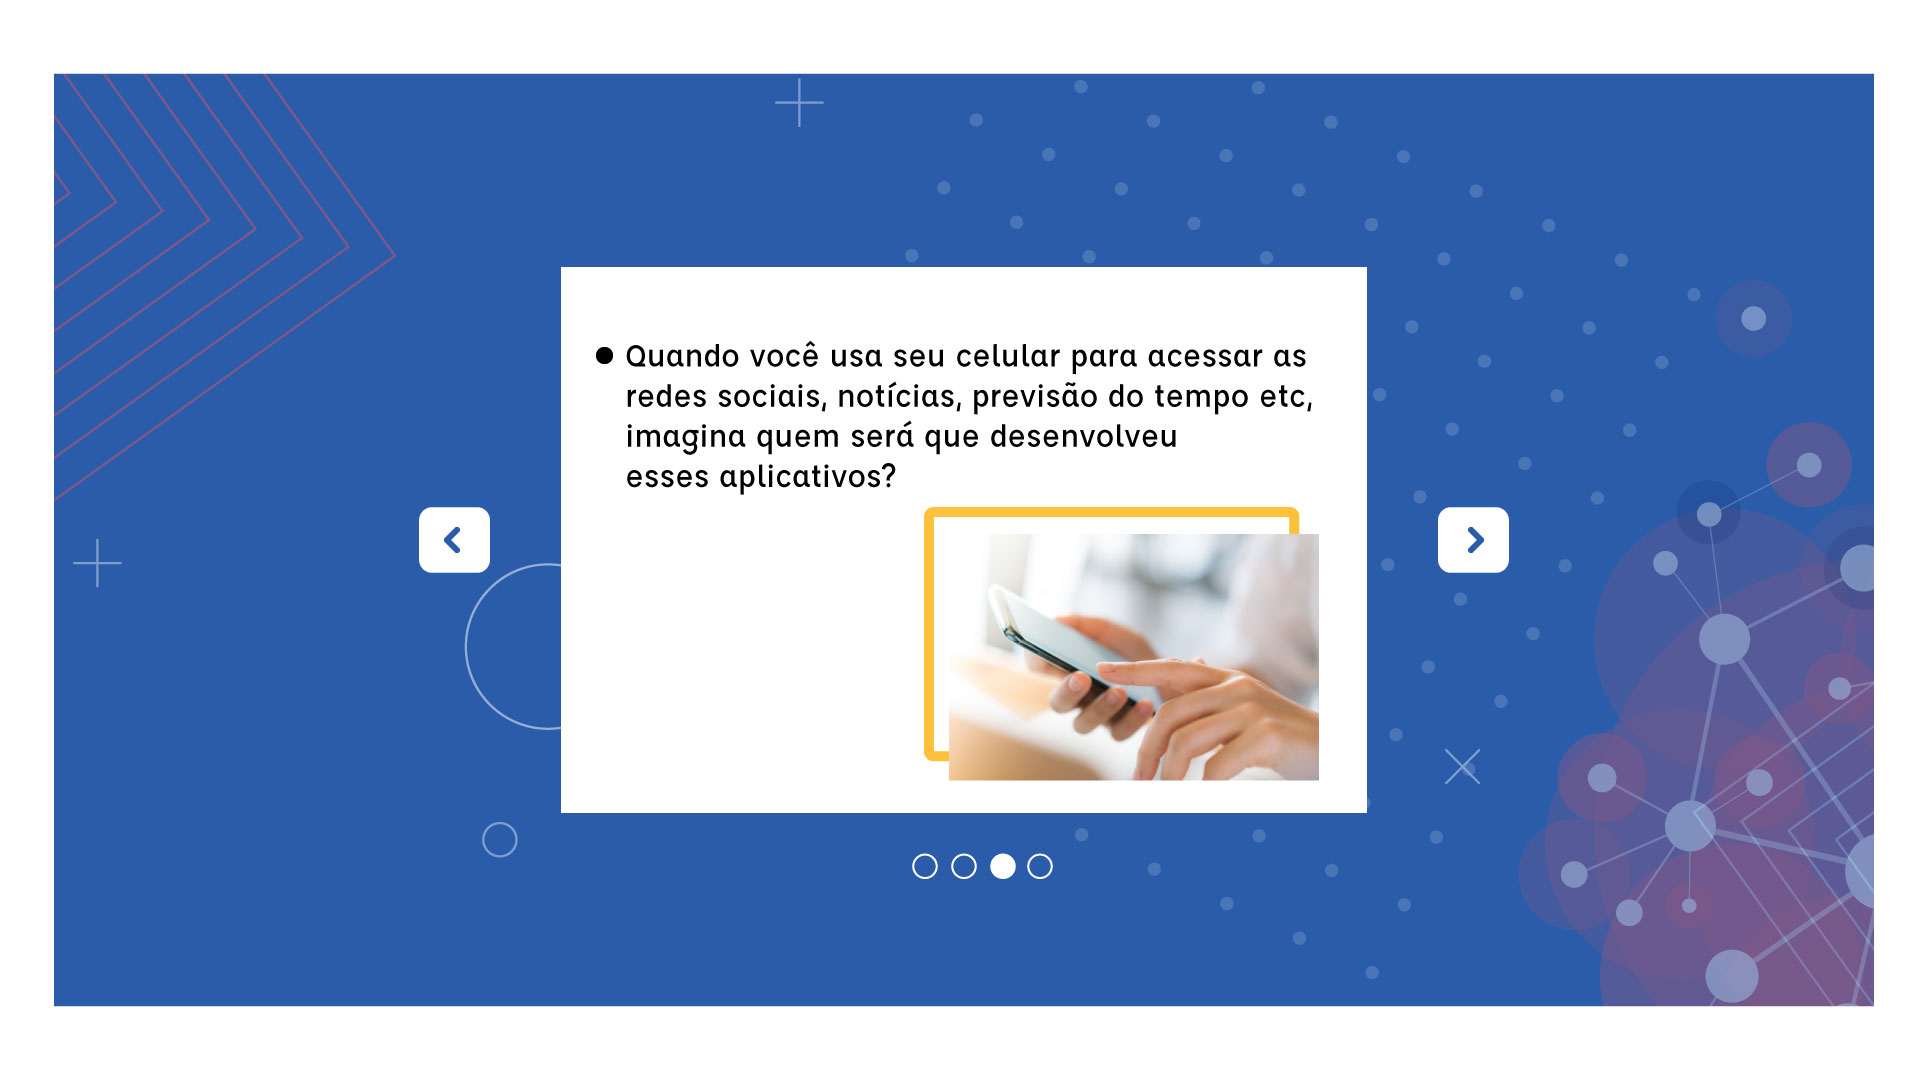 ● Quando você usa seu celular para acessar as
redes sociais, notícias, previsão do tempo etc,
imagina quem será que desenvolveu
esses aplicativos?